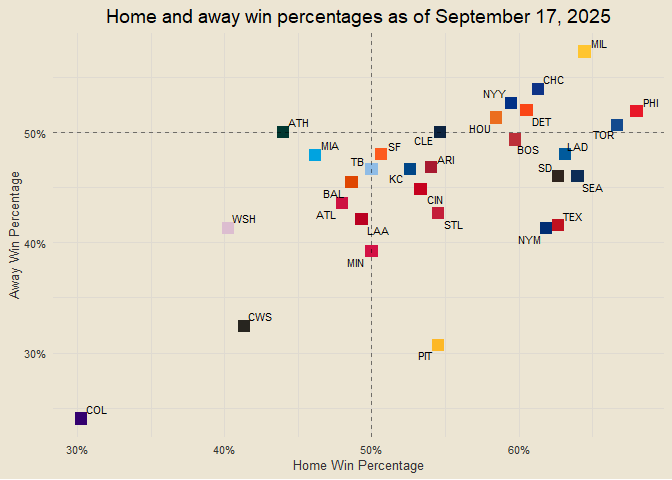 Home and away win percentages as of September 17, 2025
MIL
CHC
NYY
PHI
DET
HOU
TOR
ATH
CLE
BOS
50%
MIA
SF
LAD
TB
ARI
SD
KC
SEA
BAL
CIN
ATL
WSH
TEX
STL
LAA
NYM
40%
MIN
CWS
30%
PIT
COL
Away Win Percentage
30%
40%
50%
60%
Home Win Percentage